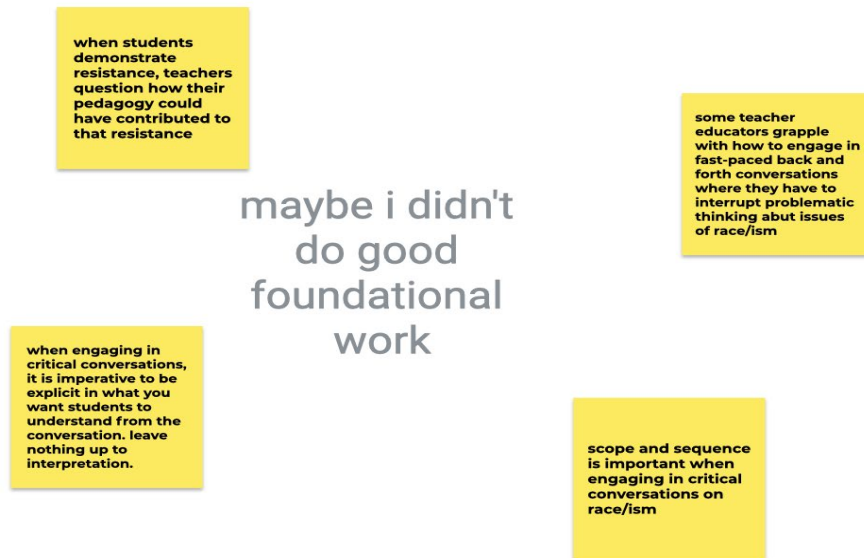 when students
demonstrate
resistance, teachers
question how their
pedagogy could
have contributed to
that resistance
some teacher
educators grapple
with how to engage in
fast-paced back and
forth conversations
where they have to
interrupt problematic
thinking abut issues
of race/ism
maybe i didn't
do good
foundational
work
when engaging in
critical conversations,
it is imperative to be
explicit in what you
want students to
understand from the
conversation. leave
nothing up to
interpretation.
scope and sequence
is important when
engaging in critical
conversations on
race/ism